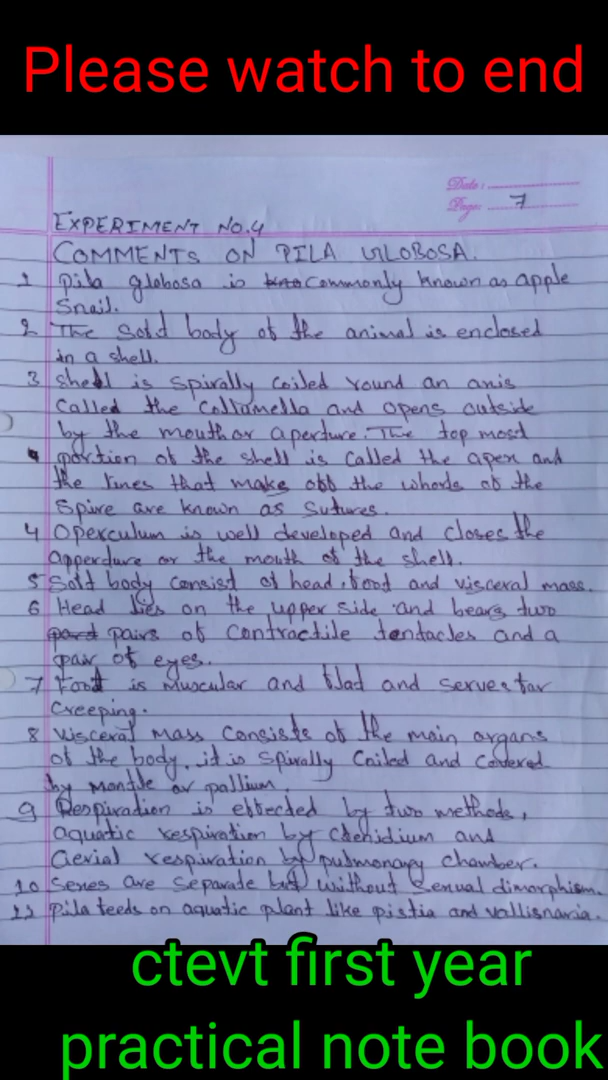 Please watch to end
Date:
Page: 7
EXPERIMENT No.4
COMMENTS ON PILA GLOBOSA.
1 Pila globosa is commonly known as apple
Snail.
2 The soft body of the animal is enclosed
in a shell.
3 shell is spirally coiled round an axis
called the collumella and opens outside
by the mouth or aperture. The top most
portion of the shell is called the apex and
the lines that make off the whorls of the
Spire are known as Sutures.
4 Operculum is well developed and closes the
apperture or the mouth of the shell.
5 Soft body consist of head, foot and visceral mass.
6 Head lies on the upper side and bears two
pairs of contractile tentacles and a
pair of eyes.
7 Foot is Muscular and flat and serves for
Creeping.
8 Visceral mass consists of the main organs
of the body. it is spirally coiled and covered
by mantle or pallium.
9 Respiration is effected by two methods,
aquatic respiration by Ctenidium and
Aerial respiration by pulmonary chamber.
10 Sexes are separate but without sexual dimorphism.
11 Pila feeds on aquatic plant like pistia and vallisnaria.
ctevt first year
practical note book